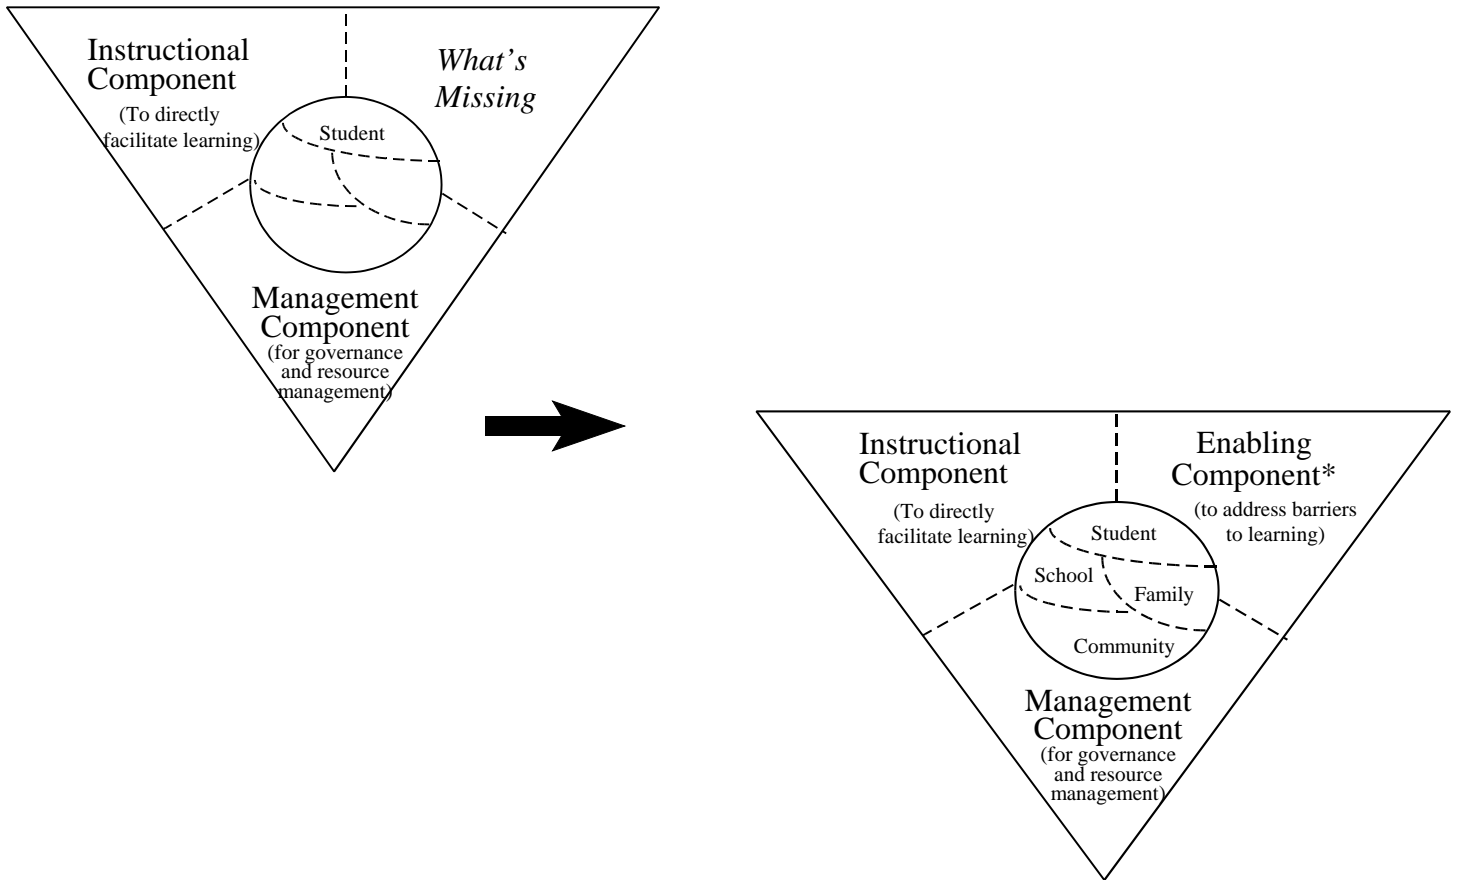 Instructional
Component
(To directly
facilitate learning)
What's
Missing
Student
Management
Component
(for governance
and resource
management)
Instructional
Component
(To directly
facilitate learning)
Enabling
Component*
(to address barriers
to learning)
Student
School
Family
Community
Management
Component
(for governance
and resource
management)